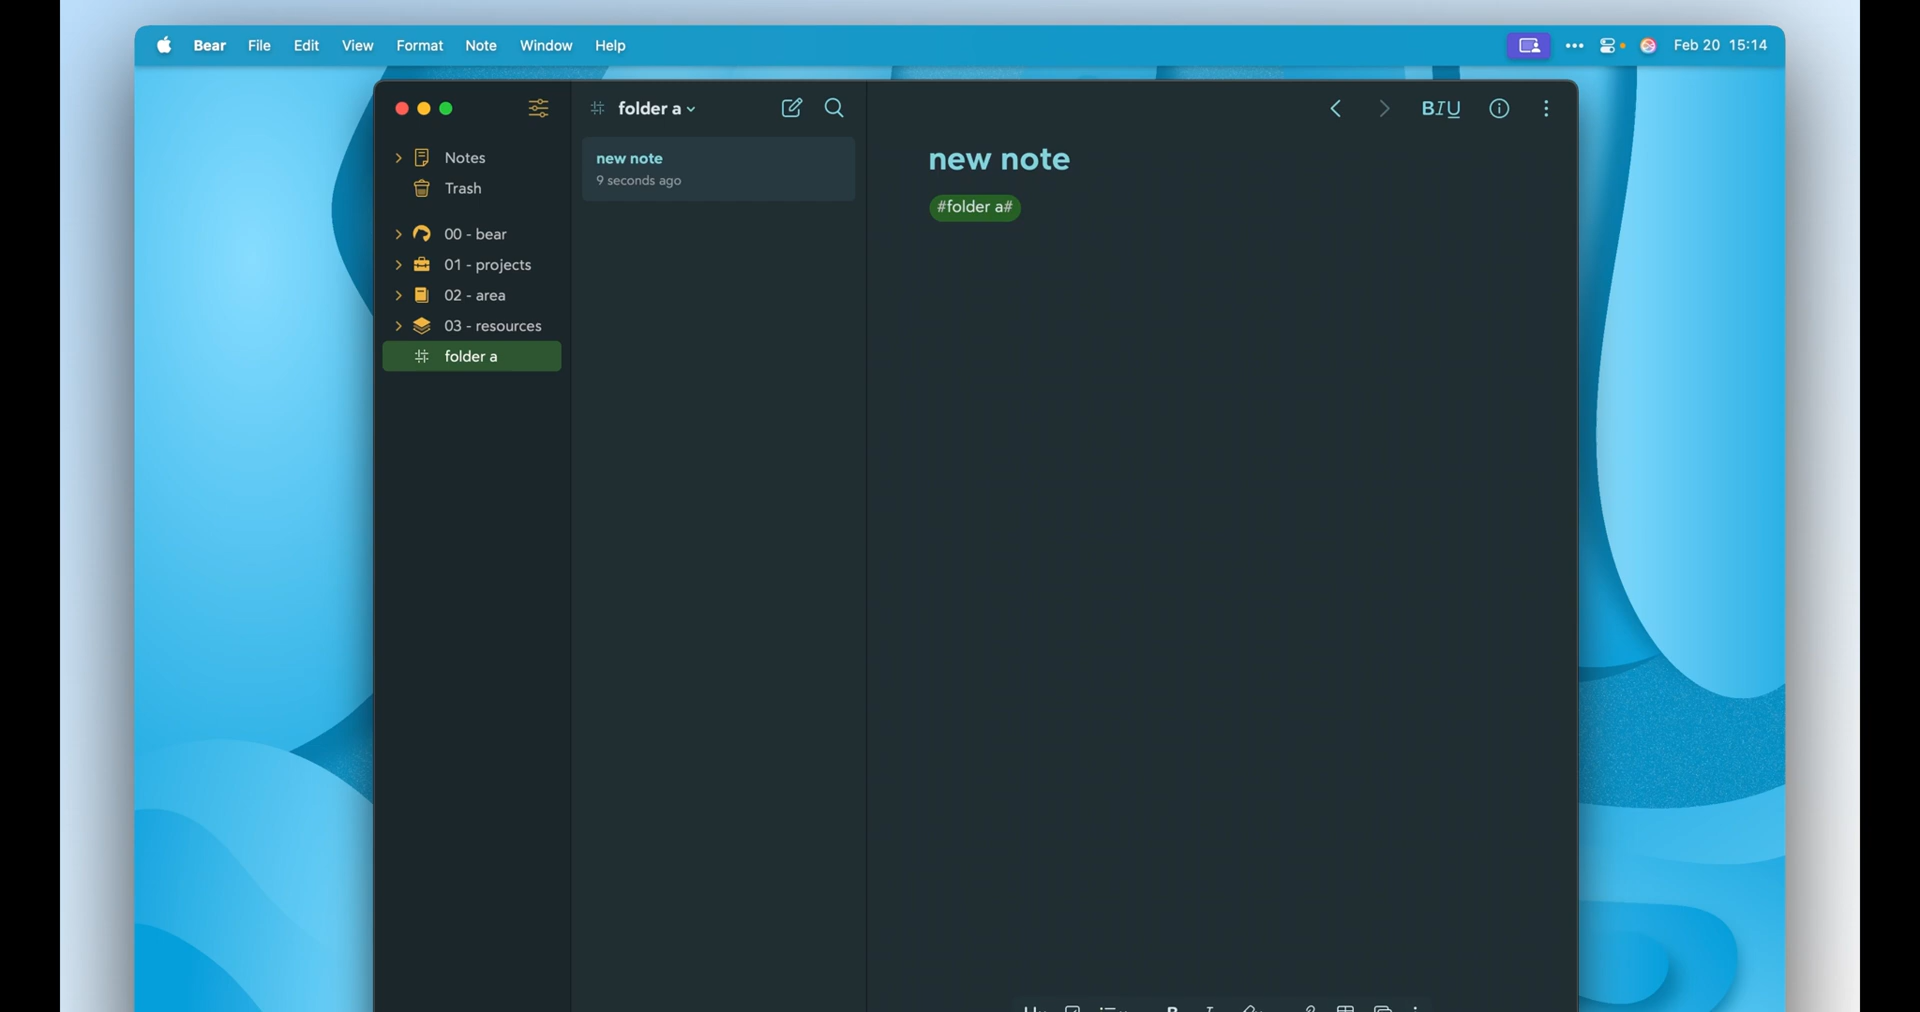 Bear File Edit View Format Note Window Help Feb 20 15:14
folder a
BIU
Notes
Trash
00 - bear
01 - projects
02 - area
03 - resources
folder a
new note
9 seconds ago
new note
#folder a#